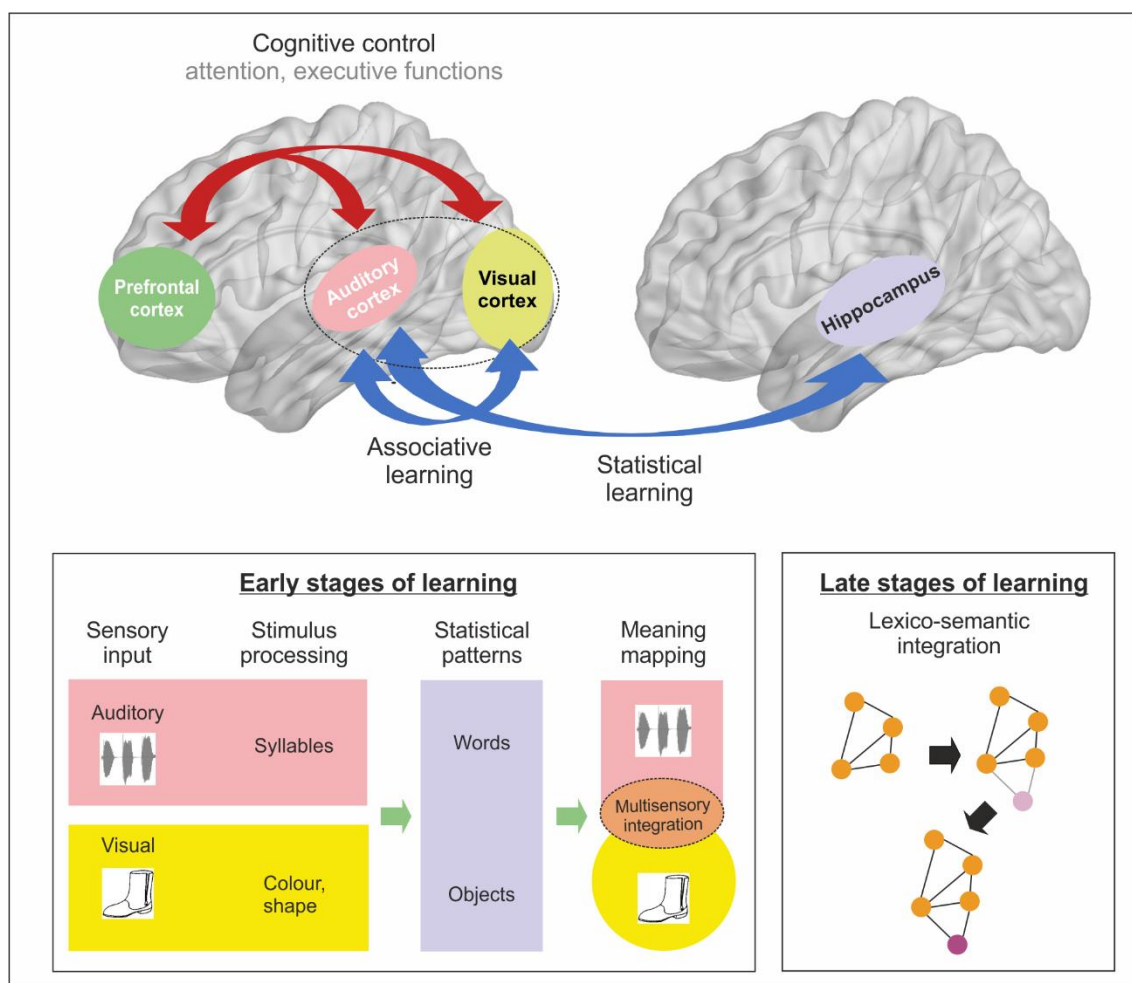 Cognitive control
attention, executive functions
Prefrontal
cortex
Auditory
cortex
Visual
cortex
Hippocampus
Associative
learning
Statistical
learning
Early stages of learning
Sensory
input
Stimulus
processing
Statistical
patterns
Meaning
mapping
Auditory
Syllables
Words
Multisensory
integration
Visual
Colour,
shape
Objects
Late stages of learning
Lexico-semantic
integration